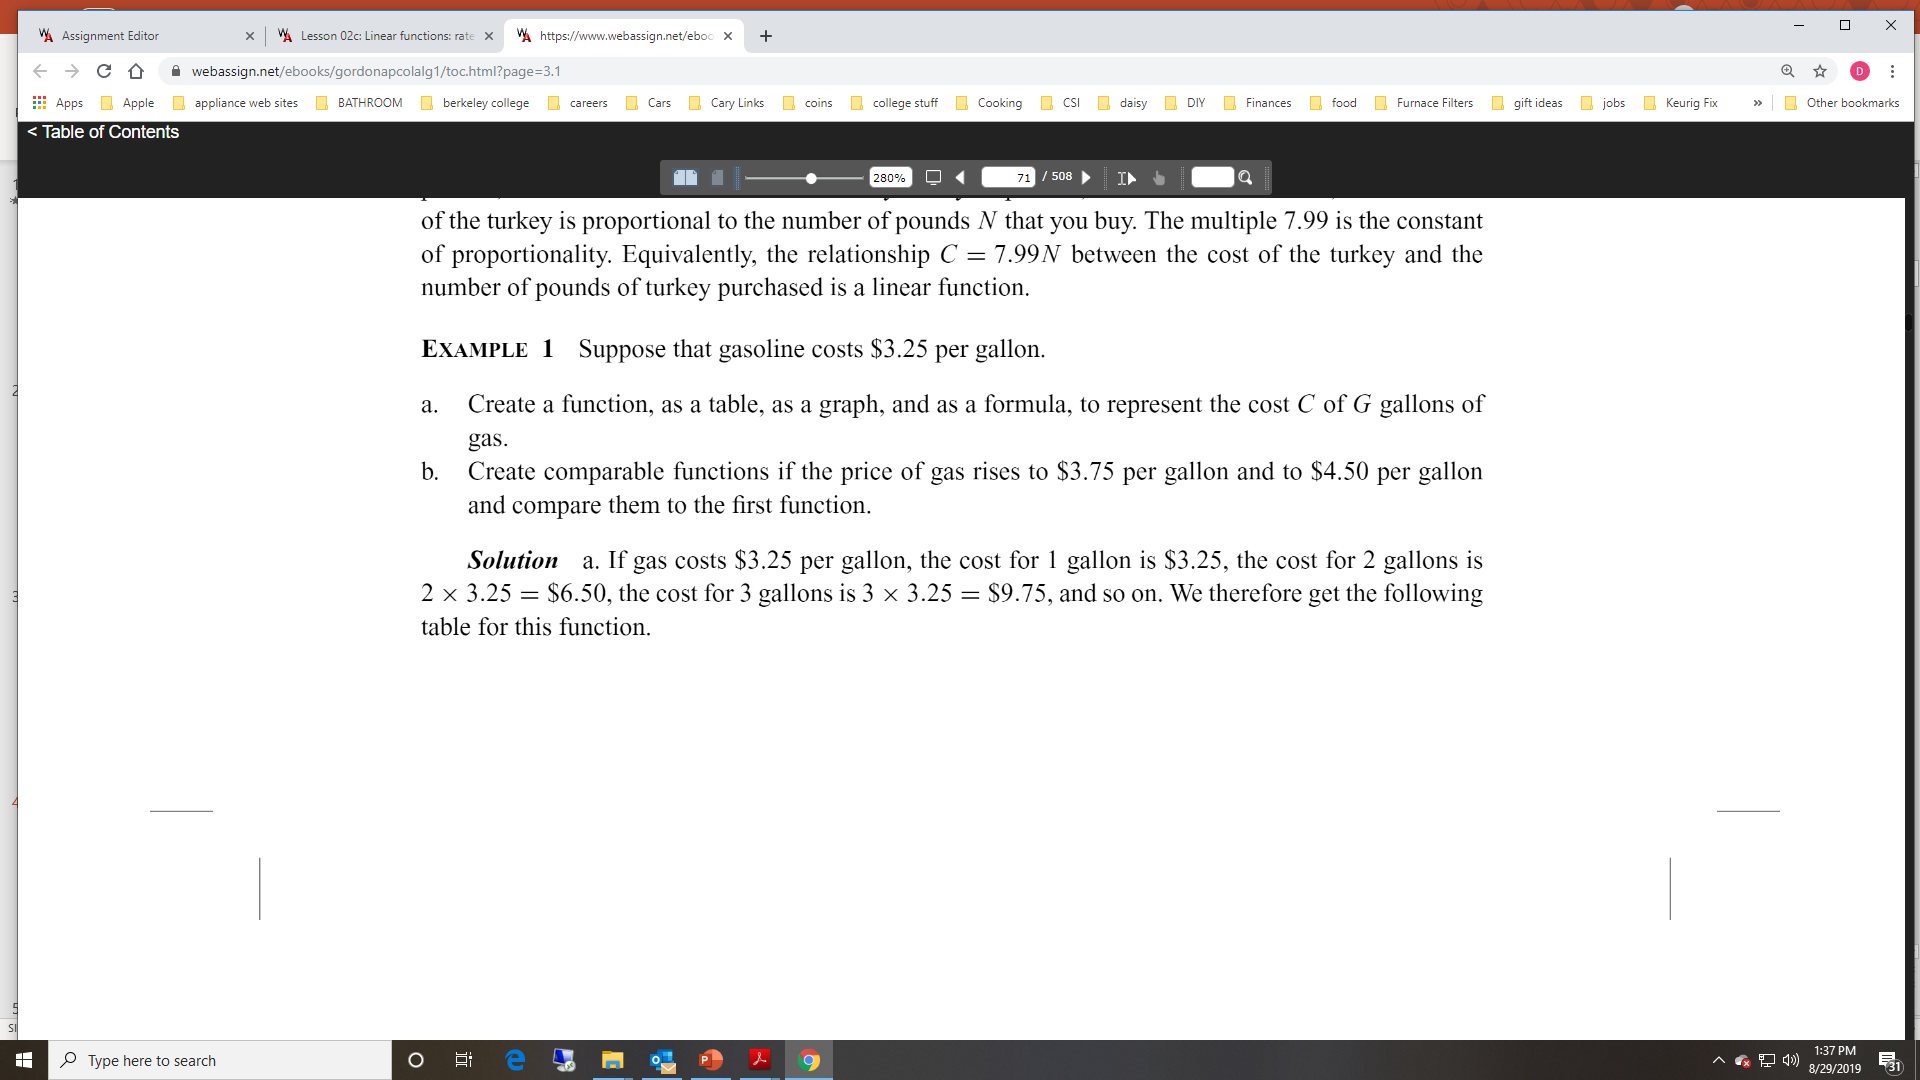 Assignment Editor
Lesson 02c: Linear functions: rate
https://www.webassign.net/eboo
webassign.net/ebooks/gordonapcolalg1/toc.html?page=3.1
D
Apps Apple appliance web sites BATHROOM berkeley college careers Cars Cary Links coins college stuff Cooking CSI daisy DIY Finances food Furnace Filters gift ideas jobs Keurig Fix » Other bookmarks
< Table of Contents
280% 71 / 508
of the turkey is proportional to the number of pounds N that you buy. The multiple 7.99 is the constant
of proportionality. Equivalently, the relationship C = 7.99N between the cost of the turkey and the
number of pounds of turkey purchased is a linear function.
EXAMPLE 1 Suppose that gasoline costs $3.25 per gallon.
a. Create a function, as a table, as a graph, and as a formula, to represent the cost C of G gallons of
gas.
b. Create comparable functions if the price of gas rises to $3.75 per gallon and to $4.50 per gallon
and compare them to the first function.
Solution a. If gas costs $3.25 per gallon, the cost for 1 gallon is $3.25, the cost for 2 gallons is
2 × 3.25 = $6.50, the cost for 3 gallons is 3 × 3.25 = $9.75, and so on. We therefore get the following
table for this function.
Type here to search
1:37 PM
8/29/2019
31